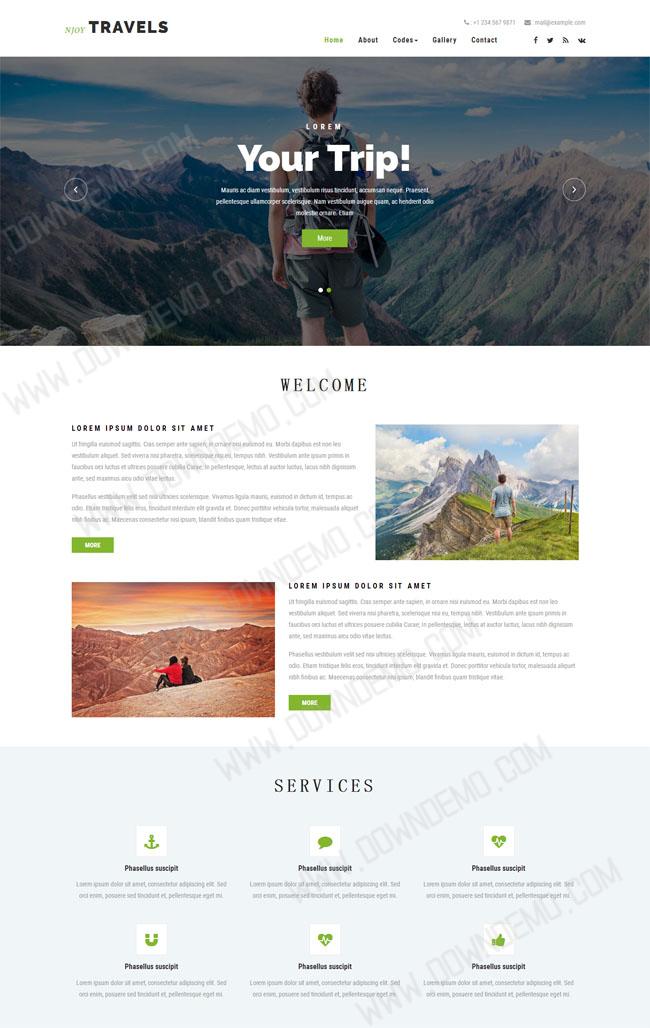 NJOY TRAVELS
: +1 234 567 9871 : mail@example.com
Home About Codes Gallery Contact
LOREM
Your Trip!
Mauris ac diam vestibulum, vestibulum risus tincidunt, accumsan neque. Praesent
pellentesque ullamcorper scelerisque. Nam vestibulum augue quam, ac hendrerit odio
molestie ornare. Etiam
More
WELCOME
LOREM IPSUM DOLOR SIT AMET
Ut fringilla euismod sagittis. Cras semper ante sapien, in ornare nisi euismod eu. Morbi dapibus est non leo
vestibulum aliquet. Sed viverra nisi pharetra, scelerisque nisi eu, tempus nibh. Vestibulum ante ipsum primis in
faucibus orci luctus et ultrices posuere cubilia Curae; In pellentesque, lectus at auctor luctus, lacus nisl dignissim
ante, sed maximus arcu odio vitae lectus.
Phasellus vestibulum velit sed nisi ultricies scelerisque. Vivamus ligula mauris, euismod in dictum id, tempus ac
odio. Etiam tristique felis eros, tincidunt interdum elit gravida et. Donec porttitor vehicula tortor, malesuada aliquet
nibh finibus ac. Maecenas consectetur nisi ipsum, blandit finibus quam tristique vitae.
MORE
LOREM IPSUM DOLOR SIT AMET
Ut fringilla euismod sagittis. Cras semper ante sapien, in ornare nisi euismod eu. Morbi dapibus est non leo
vestibulum aliquet. Sed viverra nisi pharetra, scelerisque nisi eu, tempus nibh. Vestibulum ante ipsum primis in
faucibus orci luctus et ultrices posuere cubilia Curae; In pellentesque, lectus at auctor luctus, lacus nisl dignissim
ante, sed maximus arcu odio vitae lectus.
Phasellus vestibulum velit sed nisi ultricies scelerisque. Vivamus ligula mauris, euismod in dictum id, tempus ac
odio. Etiam tristique felis eros, tincidunt interdum elit gravida et. Donec porttitor vehicula tortor, malesuada aliquet
nibh finibus ac. Maecenas consectetur nisi ipsum, blandit finibus quam tristique vitae.
MORE
SERVICES
Phasellus suscipit Phasellus suscipit Phasellus suscipit
Lorem ipsum dolor sit amet, consectetur adipiscing elit. Sed Lorem ipsum dolor sit amet, consectetur adipiscing elit. Sed Lorem ipsum dolor sit amet, consectetur adipiscing elit. Sed
orci enim, posuere sed tincidunt et, pellentesque eget mi. orci enim, posuere sed tincidunt et, pellentesque eget mi. orci enim, posuere sed tincidunt et, pellentesque eget mi.
Phasellus suscipit Phasellus suscipit Phasellus suscipit
Lorem ipsum dolor sit amet, consectetur adipiscing elit. Sed Lorem ipsum dolor sit amet, consectetur adipiscing elit. Sed Lorem ipsum dolor sit amet, consectetur adipiscing elit. Sed
orci enim, posuere sed tincidunt et, pellentesque eget mi. orci enim, posuere sed tincidunt et, pellentesque eget mi. orci enim, posuere sed tincidunt et, pellentesque eget mi.
WWW.DOWNDEMO.COM
WWW.DOWNDEMO.COM
WWW.DOWNDEMO.COM
WWW.DOWNDEMO.COM
WWW.DOWNDEMO.COM
WWW.DOWNDEMO.COM